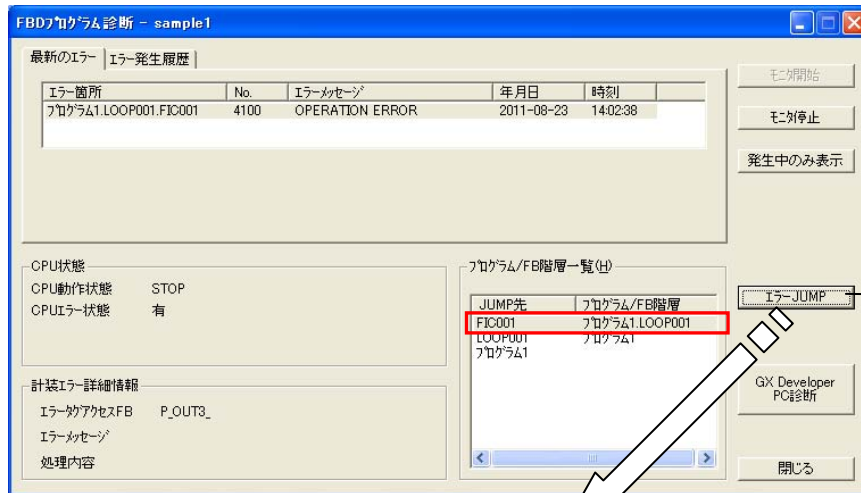 FBDﾌﾟﾛｸﾞﾗﾑ診断 - sample1
最新のｴﾗｰ ｴﾗｰ発生履歴
ｴﾗｰ箇所 No. ｴﾗｰﾒｯｾｰｼﾞ 年月日 時刻
ﾌﾟﾛｸﾞﾗﾑ1.LOOP001.FIC001 4100 OPERATION ERROR 2011-08-23 14:02:38
ﾓﾆﾀ開始
ﾓﾆﾀ停止
発生中のみ表示
CPU状態
CPU動作状態 STOP
CPUｴﾗｰ状態 有
ﾌﾟﾛｸﾞﾗﾑ/FB階層一覧(H)
JUMP先 ﾌﾟﾛｸﾞﾗﾑ/FB階層
FIC001 ﾌﾟﾛｸﾞﾗﾑ1.LOOP001
LOOP001 ﾌﾟﾛｸﾞﾗﾑ1
ﾌﾟﾛｸﾞﾗﾑ1
ｴﾗｰJUMP
計装ｴﾗｰ詳細情報
ｴﾗｰﾀｸﾞｱｸｾｽFB P_OUT3_
ｴﾗｰﾒｯｾｰｼﾞ
処理内容
GX Developer
PC診断
閉じる